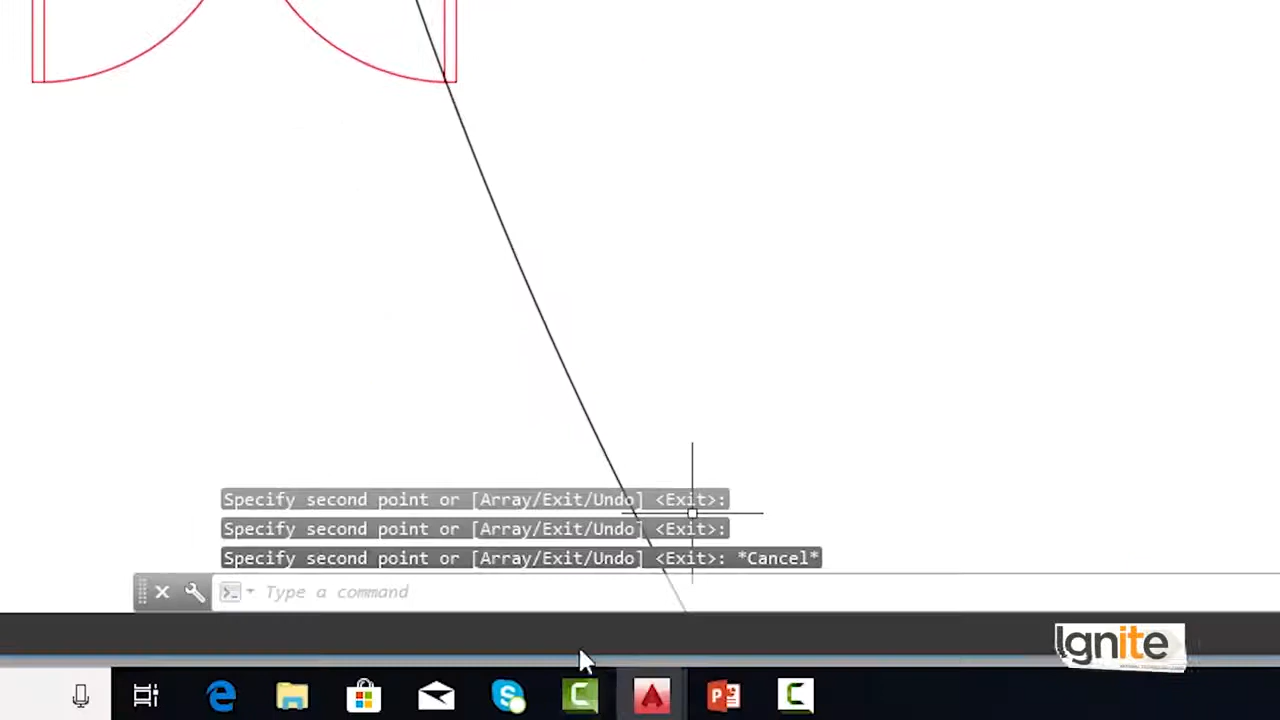 Specify second point or [Array/Exit/Undo] <Exit>:
Specify second point or [Array/Exit/Undo] <Exit>:
Specify second point or [Array/Exit/Undo] <Exit>: *Cancel*
Type a command
Ignite